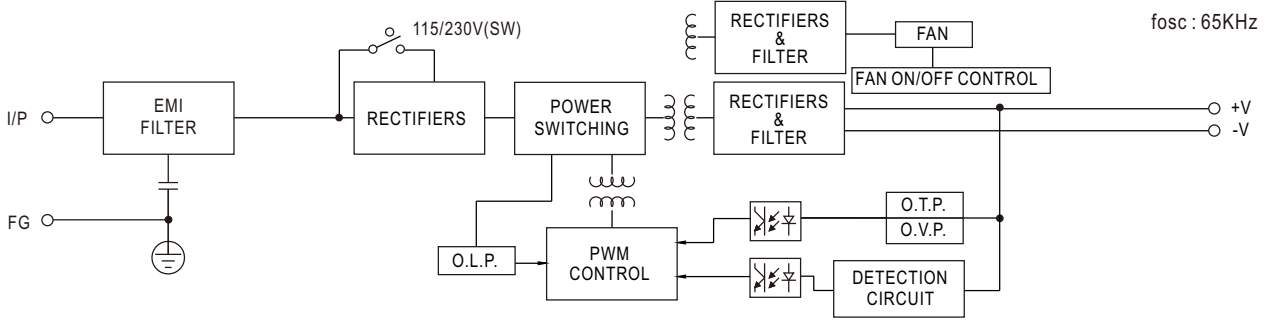 115/230V(SW)
RECTIFIERS
&
FILTER
FAN
FAN ON/OFF CONTROL
fosc : 65KHz
I/P
EMI
FILTER
RECTIFIERS
POWER
SWITCHING
RECTIFIERS
&
FILTER
+V
-V
FG
O.L.P.
PWM
CONTROL
O.T.P.
O.V.P.
DETECTION
CIRCUIT